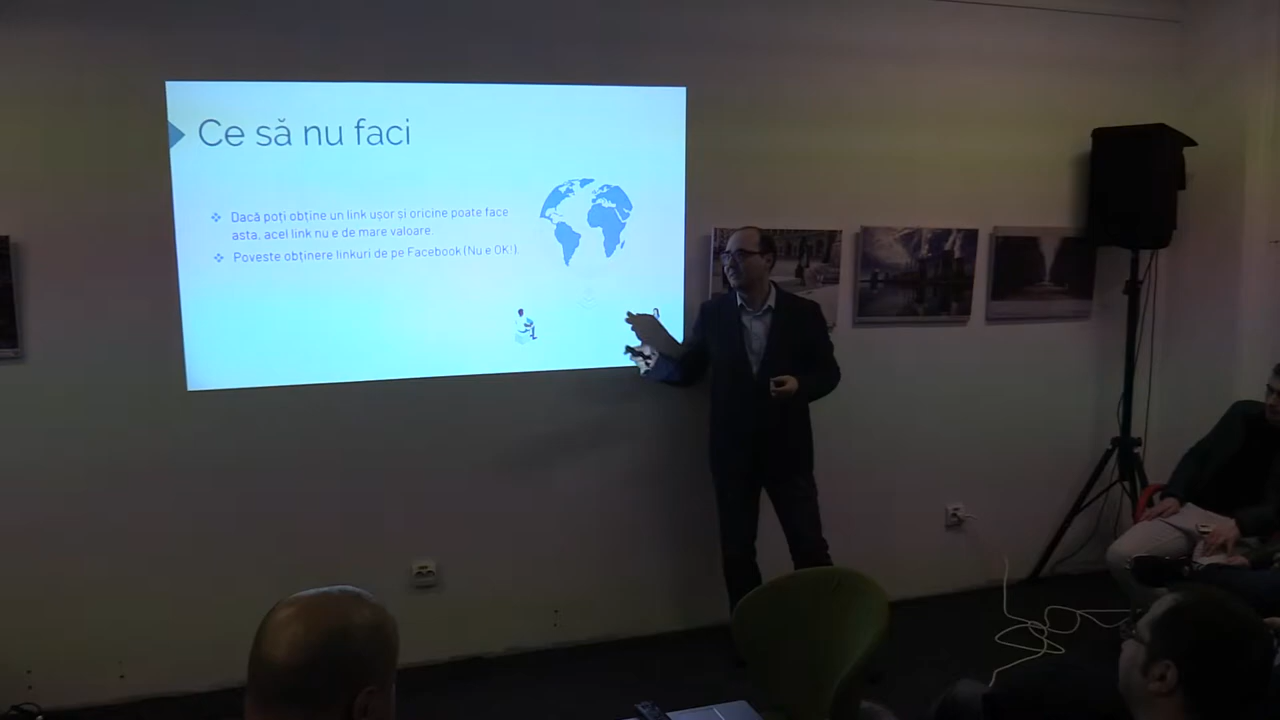 Ce să nu faci
Dacă poți obține un link ușor și oricine poate face
asta, acel link nu e de mare valoare.
Poveste obținere linkuri de pe Facebook (Nu e OK!).